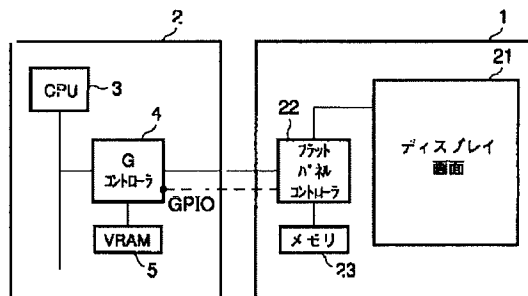 2
1
CPU
3
4
G
コントローラ
GPIO
VRAM
5
22
フラット
パネル
コントローラ
メモリ
23
21
ディスプレイ
画面